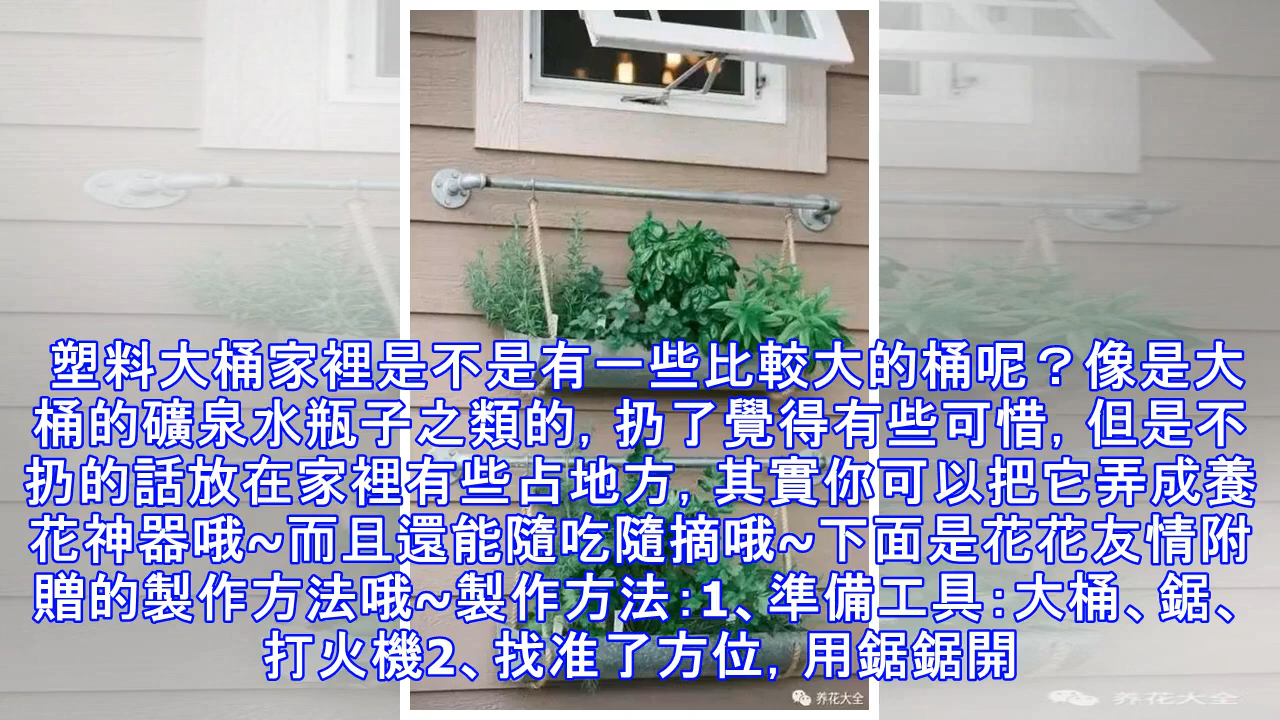 塑料大桶家裡是不是有一些比較大的桶呢？像是大
桶的礦泉水瓶子之類的, 扔了覺得有些可惜, 但是不
扔的話放在家裡有些占地方, 其實你可以把它弄成養
花神器哦~而且還能隨吃隨摘哦~下面是花花友情附
贈的製作方法哦~製作方法:1、準備工具:大桶、鋸、
打火機2、找准了方位, 用鋸鋸開
养花大全
养花大全